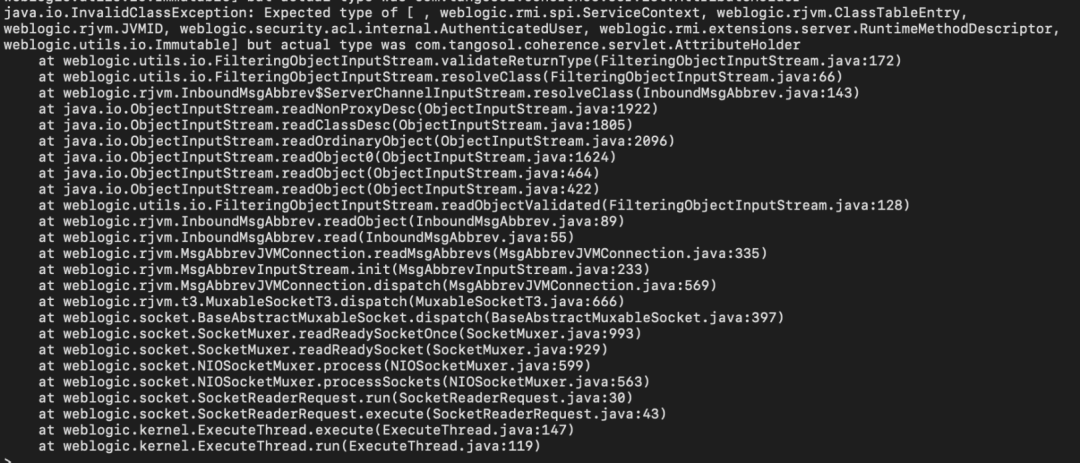 java.io.InvalidClassException: Expected type of [ , weblogic.rmi.spi.ServiceContext, weblogic.rjvm.ClassTableEntry,
weblogic.rjvm.JVMID, weblogic.security.acl.internal.AuthenticatedUser, weblogic.rmi.extensions.server.RuntimeMethodDescriptor,
weblogic.utils.io.Immutable] but actual type was com.tangosol.coherence.servlet.AttributeHolder
at weblogic.utils.io.FilteringObjectInputStream.validateReturnType(FilteringObjectInputStream.java:172)
at weblogic.utils.io.FilteringObjectInputStream.resolveClass(FilteringObjectInputStream.java:66)
at weblogic.rjvm.InboundMsgAbbrev$ServerChannelInputStream.resolveClass(InboundMsgAbbrev.java:143)
at java.io.ObjectInputStream.readNonProxyDesc(ObjectInputStream.java:1922)
at java.io.ObjectInputStream.readClassDesc(ObjectInputStream.java:1805)
at java.io.ObjectInputStream.readOrdinaryObject(ObjectInputStream.java:2096)
at java.io.ObjectInputStream.readObject0(ObjectInputStream.java:1624)
at java.io.ObjectInputStream.readObject(ObjectInputStream.java:464)
at java.io.ObjectInputStream.readObject(ObjectInputStream.java:422)
at weblogic.utils.io.FilteringObjectInputStream.readObjectValidated(FilteringObjectInputStream.java:128)
at weblogic.rjvm.InboundMsgAbbrev.readObject(InboundMsgAbbrev.java:89)
at weblogic.rjvm.InboundMsgAbbrev.read(InboundMsgAbbrev.java:55)
at weblogic.rjvm.MsgAbbrevJVMConnection.readMsgAbbrevs(MsgAbbrevJVMConnection.java:335)
at weblogic.rjvm.MsgAbbrevInputStream.init(MsgAbbrevInputStream.java:233)
at weblogic.rjvm.MsgAbbrevJVMConnection.dispatch(MsgAbbrevJVMConnection.java:569)
at weblogic.rjvm.t3.MuxableSocketT3.dispatch(MuxableSocketT3.java:666)
at weblogic.socket.BaseAbstractMuxableSocket.dispatch(BaseAbstractMuxableSocket.java:397)
at weblogic.socket.SocketMuxer.readReadySocketOnce(SocketMuxer.java:993)
at weblogic.socket.SocketMuxer.readReadySocket(SocketMuxer.java:929)
at weblogic.socket.NIOSocketMuxer.process(NIOSocketMuxer.java:599)
at weblogic.socket.NIOSocketMuxer.processSockets(NIOSocketMuxer.java:563)
at weblogic.socket.SocketReaderRequest.run(SocketReaderRequest.java:30)
at weblogic.socket.SocketReaderRequest.execute(SocketReaderRequest.java:43)
at weblogic.kernel.ExecuteThread.execute(ExecuteThread.java:147)
at weblogic.kernel.ExecuteThread.run(ExecuteThread.java:119)